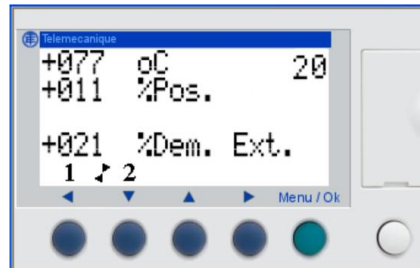 Telemecanique
+077 oC 20
+011 %Pos.
+021 %Dem. Ext.
1 2
Menu / Ok